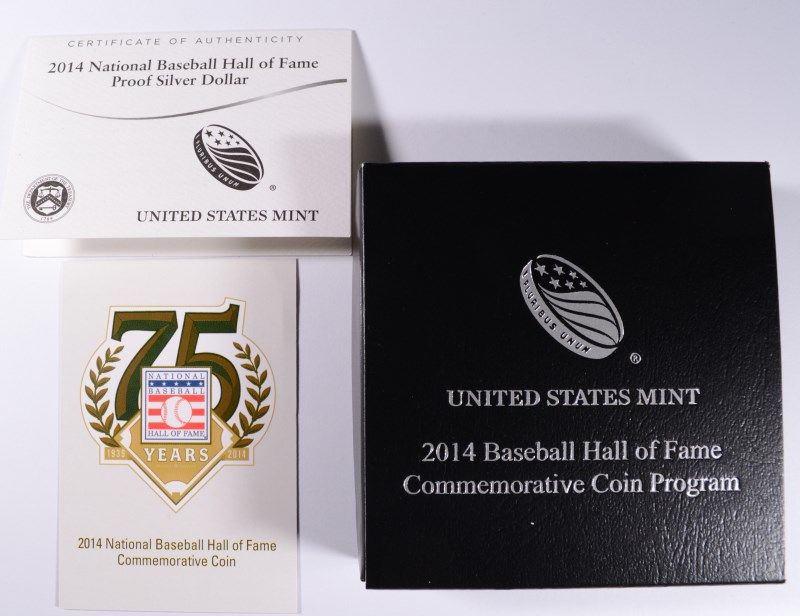 CERTIFICATE OF AUTHENTICITY
2014 National Baseball Hall of Fame
Proof Silver Dollar
E PLURIBUS UNUM
®
1789
UNITED STATES MINT
75
NATIONAL
BASEBALL
HALL OF FAME
1939 YEARS 2014
2014 National Baseball Hall of Fame
Commemorative Coin
E PLURIBUS UNUM
®
UNITED STATES MINT
2014 Baseball Hall of Fame
Commemorative Coin Program